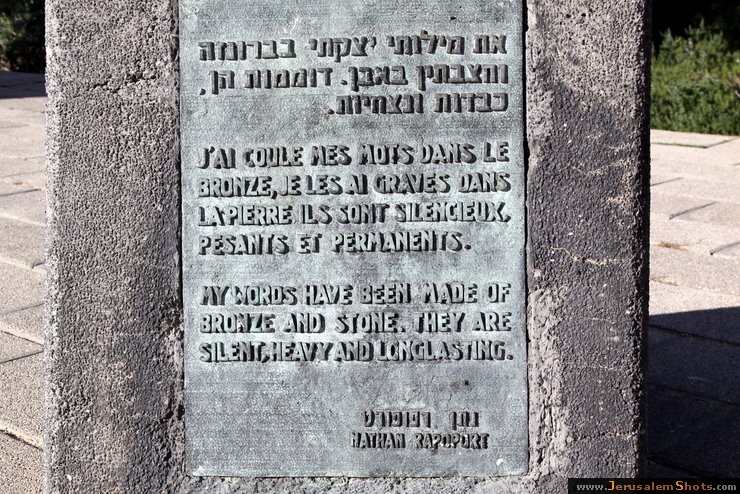 את מילותי יצקתי בברונזה
וחצבתין באבן. דוממות הן,
כבדות ונצחיות.
J'AI COULE MES MOTS DANS LE
BRONZE, JE LES AI GRAVES DANS
LA PIERRE ILS SONT SILENCIEUX,
PESANTS ET PERMANENTS.
MY WORDS HAVE BEEN MADE OF
BRONZE AND STONE. THEY ARE
SILENT, HEAVY AND LONGLASTING.
נתן רפופורט
NATHAN RAPOPORT
www.JerusalemShots.com